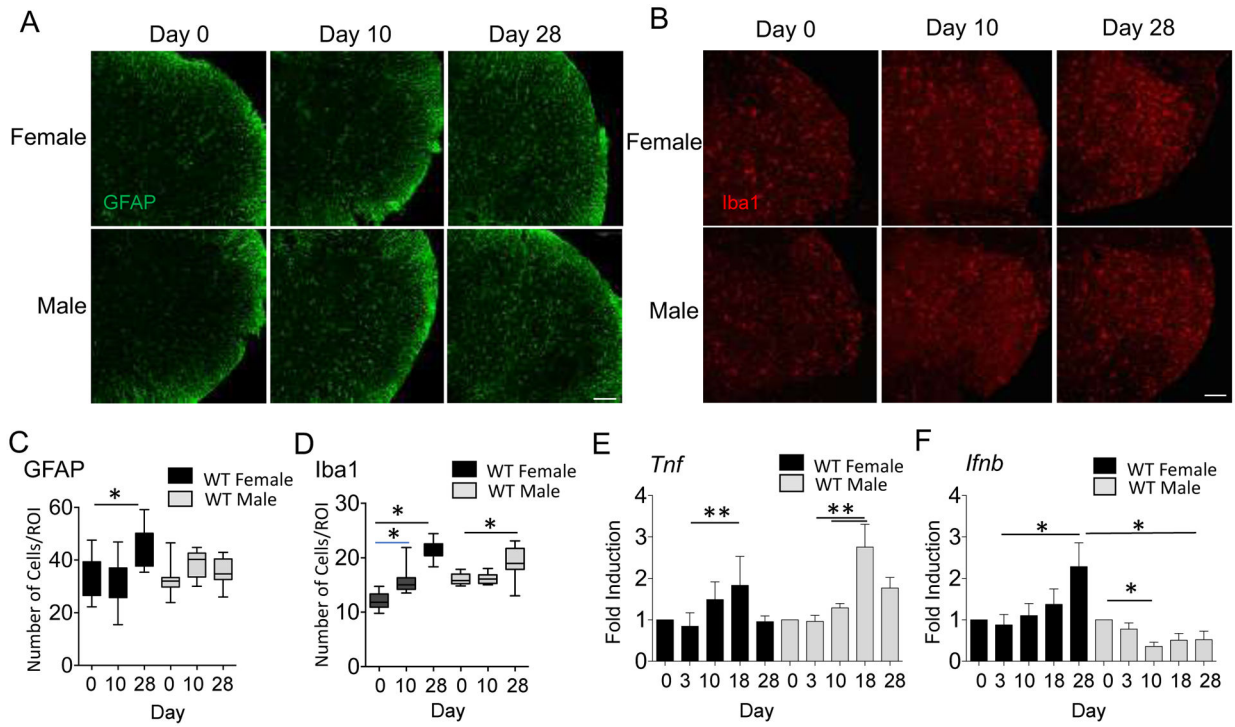 A
Day 0 Day 10 Day 28
Female
GFAP
Male
B
Day 0 Day 10 Day 28
Female
Iba1
Male
C
GFAP
WT Female
WT Male
*
Number of Cells/ROI
60
40
20
0
0 10 28 0 10 28
Day
D
Iba1
WT Female
WT Male
*
*
*
Number of Cells/ROI
30
20
10
0
0 10 28 0 10 28
Day
E
Tnf
WT Female
WT Male
**
**
Fold Induction
4
3
2
1
0
0 3 10 18 28 0 3 10 18 28
Day
F
Ifnb
WT Female
WT Male
*
*
*
Fold Induction
4
3
2
1
0
0 3 10 18 28 0 3 10 18 28
Day